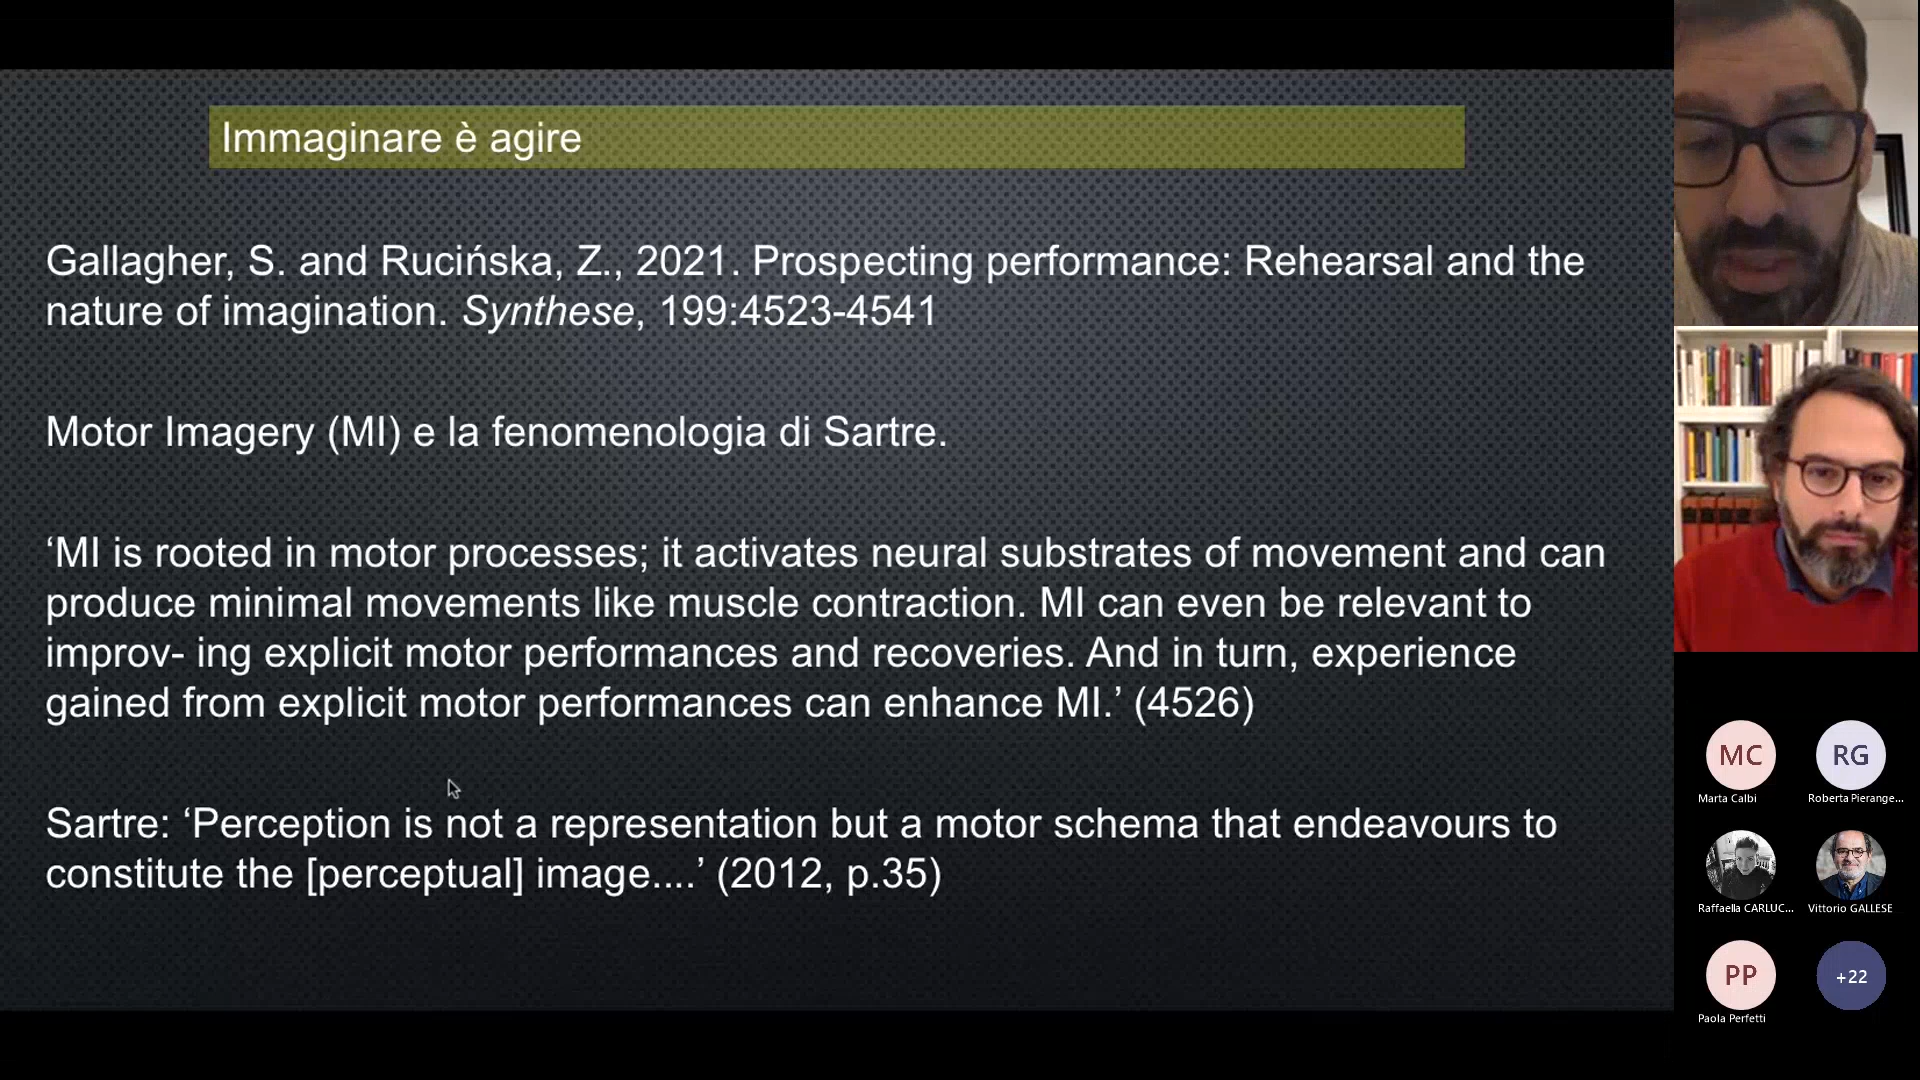 Immaginare è agire
Gallagher, S. and Rucińska, Z., 2021. Prospecting performance: Rehearsal and the
nature of imagination. Synthese, 199:4523-4541
Motor Imagery (MI) e la fenomenologia di Sartre.
‘MI is rooted in motor processes; it activates neural substrates of movement and can
produce minimal movements like muscle contraction. MI can even be relevant to
improv- ing explicit motor performances and recoveries. And in turn, experience
gained from explicit motor performances can enhance MI.’ (4526)
Sartre: ‘Perception is not a representation but a motor schema that endeavours to
constitute the [perceptual] image....’ (2012, p.35)
MC
RG
Marta Calbi
Roberta Pierange...
Raffaella CARLUC...
Vittorio GALLESE
PP
+22
Paola Perfetti